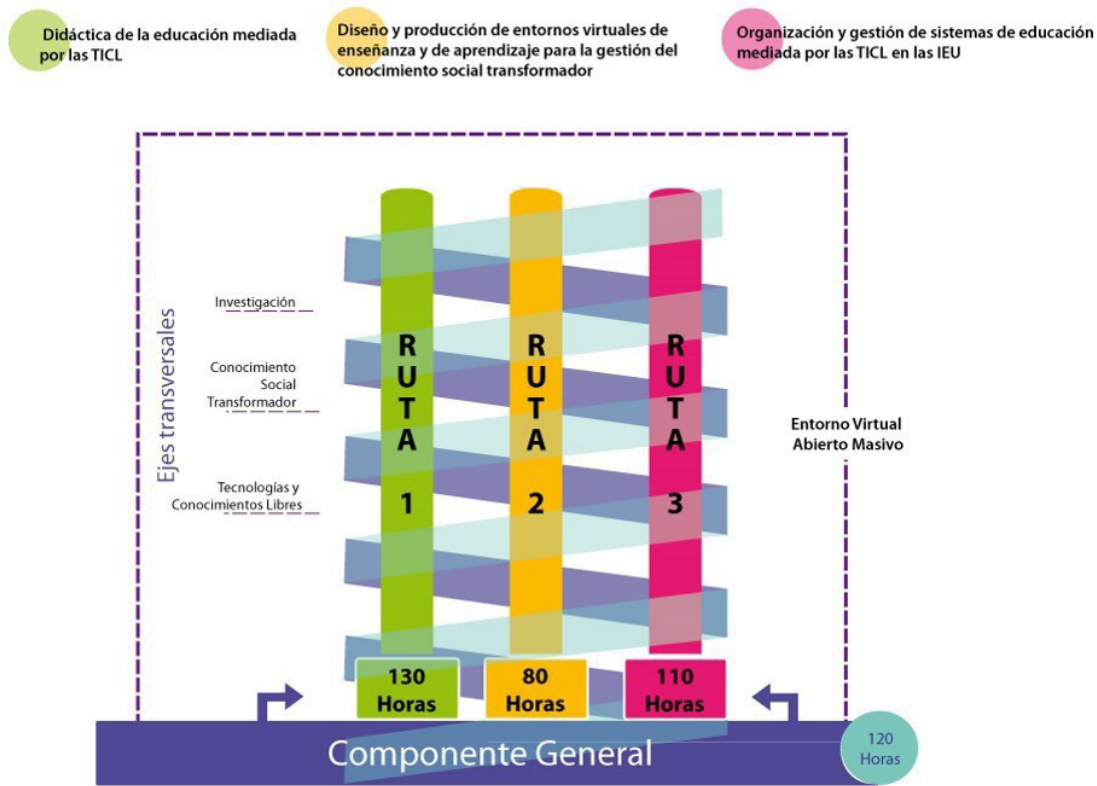 Didáctica de la educación mediada
por las TICL
Diseño y producción de entornos virtuales de
enseñanza y de aprendizaje para la gestión del
conocimiento social transformador
Organización y gestión de sistemas de educación
mediada por las TICL en las IEU
Ejes transversales
Investigación
Conocimiento
Social
Transformador
Tecnologías y
Conocimientos Libres
RUTA 1
RUTA 2
RUTA 3
Entorno Virtual
Abierto Masivo
130
Horas
80
Horas
110
Horas
Componente General
120
Horas